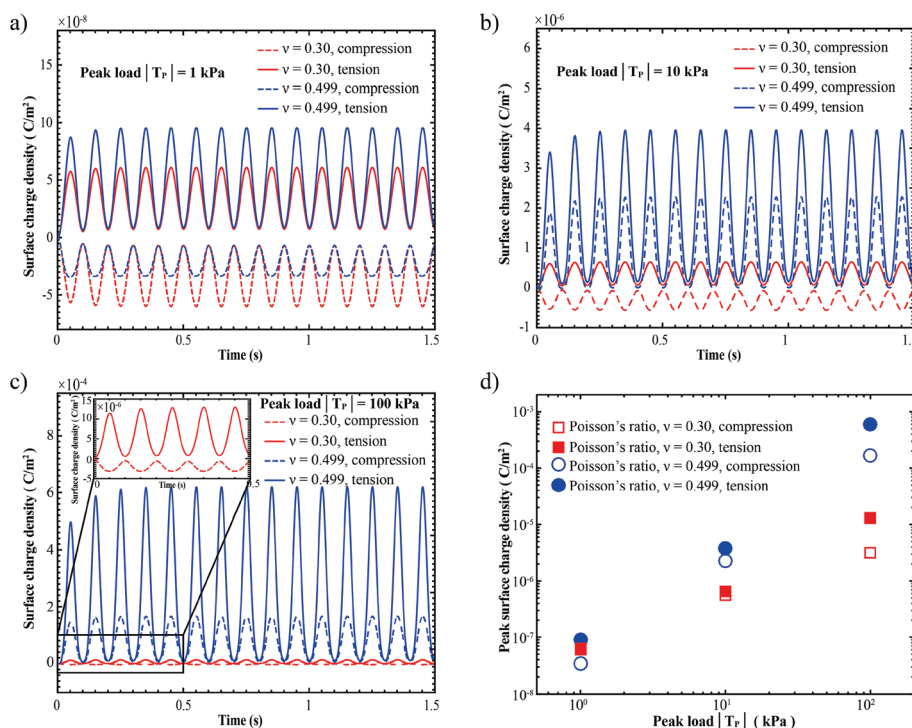 a)
×10⁻⁸
15
10
5
0
-5
Surface charge density ( C/m² )
Peak load |Tₚ| = 1 kPa
ν = 0.30, compression
ν = 0.30, tension
ν = 0.499, compression
ν = 0.499, tension
0
0.5
1
1.5
Time (s)
b)
×10⁻⁶
6
5
4
3
2
1
0
-1
Surface charge density ( C/m² )
Peak load |Tₚ| = 10 kPa
ν = 0.30, compression
ν = 0.30, tension
ν = 0.499, compression
ν = 0.499, tension
0
0.5
1
1.5
Time (s)
c)
×10⁻⁴
8
6
4
2
0
Surface charge density ( C/m² )
Peak load |Tₚ| = 100 kPa
ν = 0.30, compression
ν = 0.30, tension
ν = 0.499, compression
ν = 0.499, tension
×10⁻⁶
15
10
5
0
-5
Surface charge
density ( C/m² )
0
Time (s)
0.5
0
0.5
1
1.5
Time (s)
d)
10⁻³
10⁻⁴
10⁻⁵
10⁻⁶
10⁻⁷
10⁻⁸
Peak surface charge density ( C/m² )
Poisson's ratio, ν = 0.30, compression
Poisson's ratio, ν = 0.30, tension
Poisson's ratio, ν = 0.499, compression
Poisson's ratio, ν = 0.499, tension
10⁰
10¹
10²
Peak load |Tₚ| ( kPa)